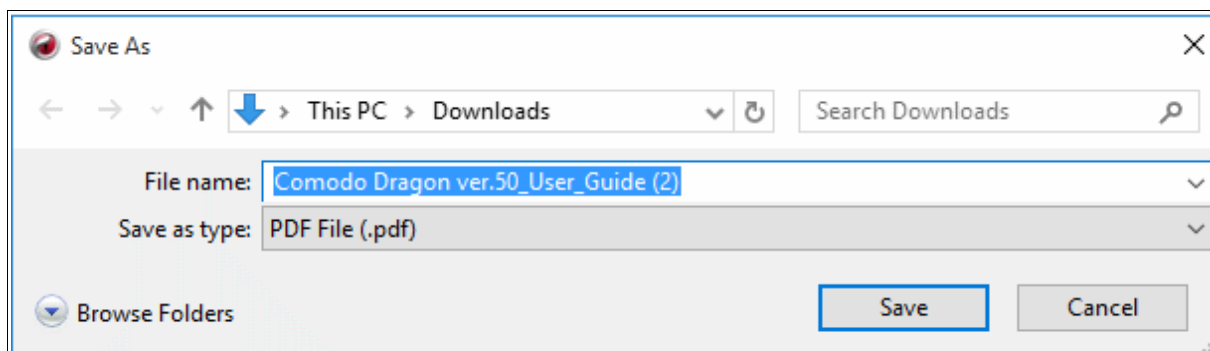 Save As
This PC > Downloads
Search Downloads
File name: Comodo Dragon ver.50_User_Guide (2)
Save as type: PDF File (.pdf)
Browse Folders
Save
Cancel